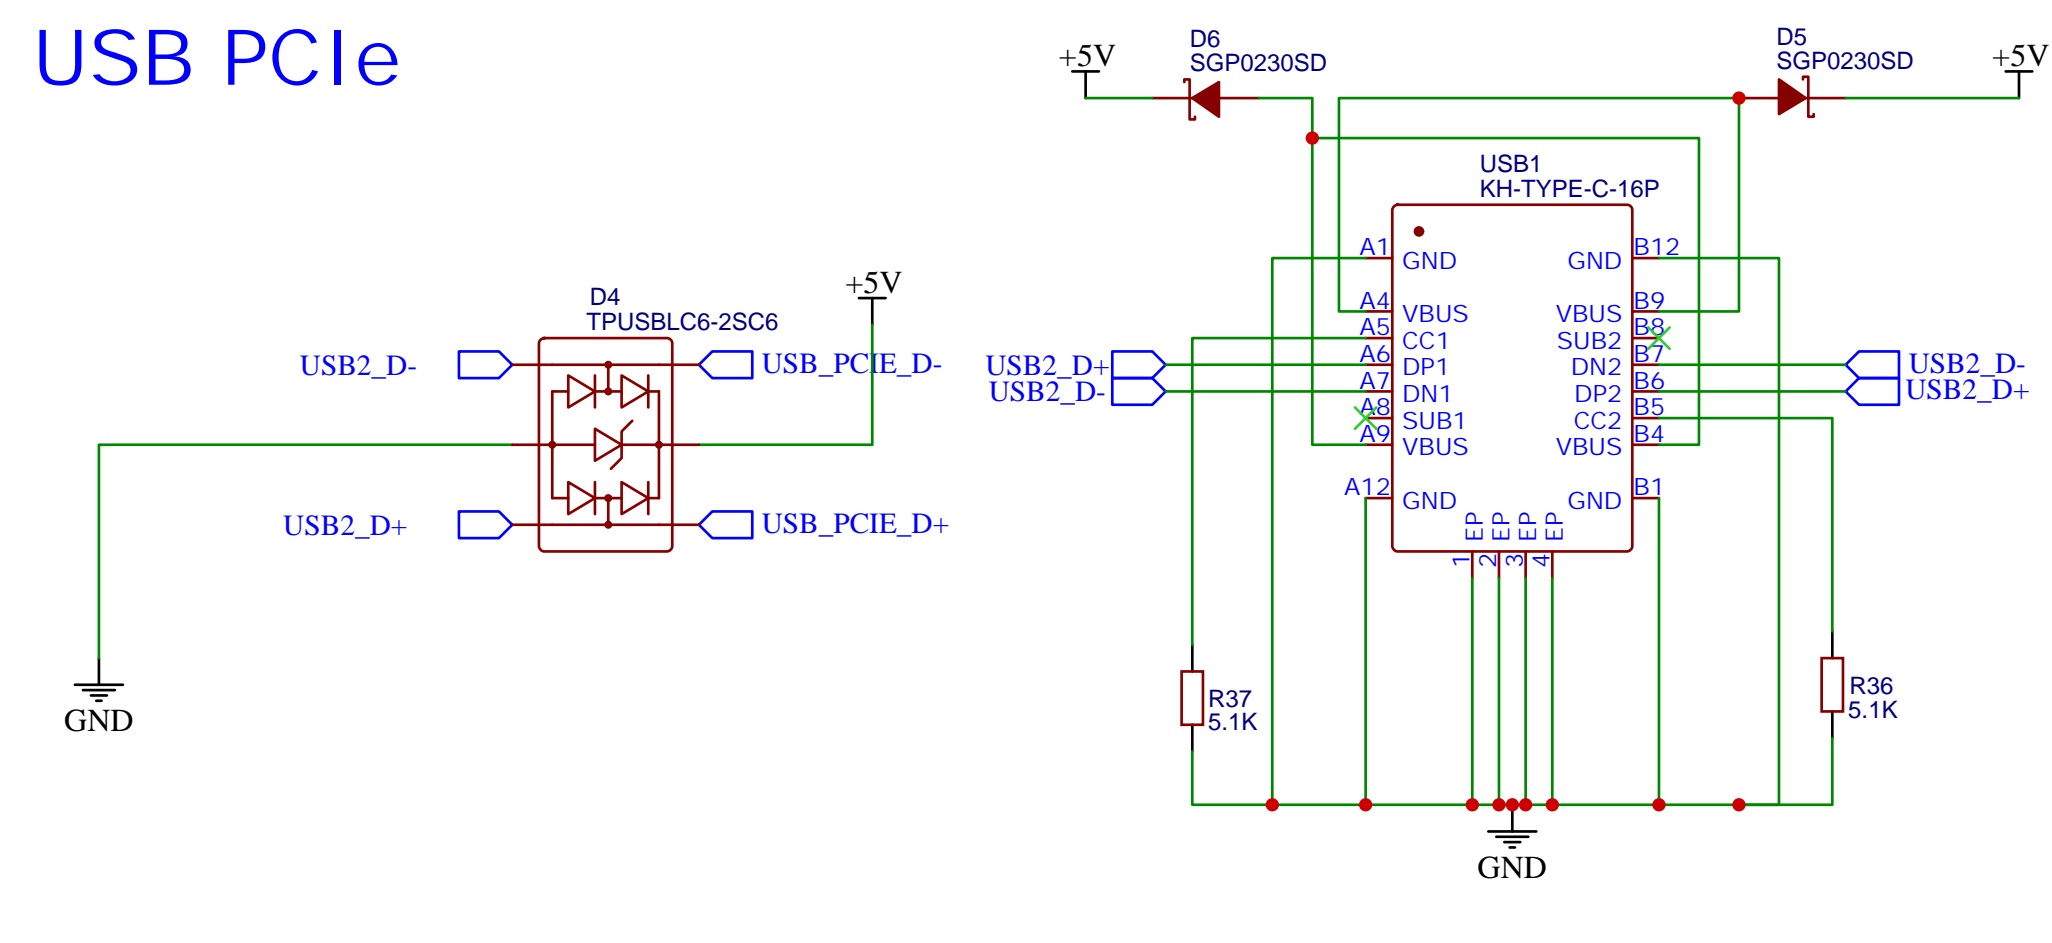 USB PCIe
D4
TPUSBLC6-2SC6
+5V
USB2_D-
USB_PCIE_D-
USB2_D+
USB_PCIE_D+
GND
+5V
D6
SGP0230SD
D5
SGP0230SD
+5V
USB1
KH-TYPE-C-16P
A1 GND GND B12
A4 VBUS VBUS B9
A5 CC1 SUB2 B8
USB2_D+ A6 DP1 DN2 B7 USB2_D-
USB2_D- A7 DN1 DP2 B6 USB2_D+
A8 SUB1 CC2 B5
A9 VBUS VBUS B4
A12 GND GND B1
EP EP EP EP
1 2 3 4
R37
5.1K
R36
5.1K
GND